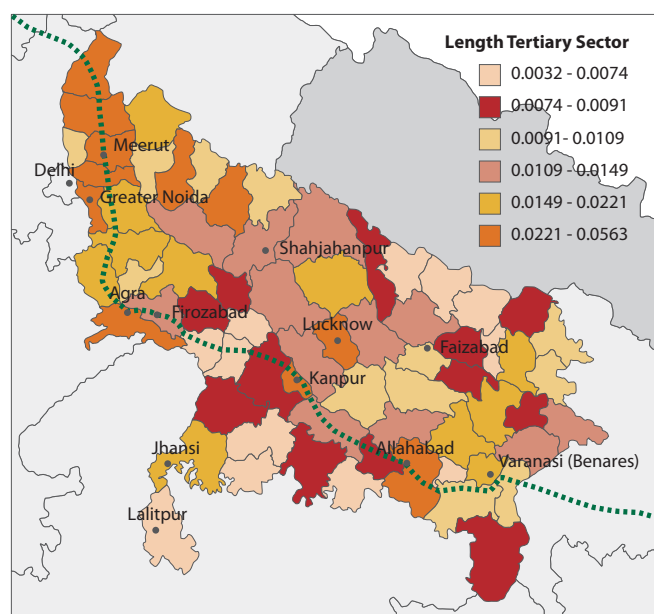 Length Tertiary Sector
0.0032 - 0.0074
0.0074 - 0.0091
0.0091- 0.0109
0.0109 - 0.0149
0.0149 - 0.0221
0.0221 - 0.0563
Meerut
Delhi
Greater Noida
Shahjahanpur
Agra
Firozabad
Lucknow
Faizabad
Kanpur
Jhansi
Allahabad
Varanasi (Benares)
Lalitpur